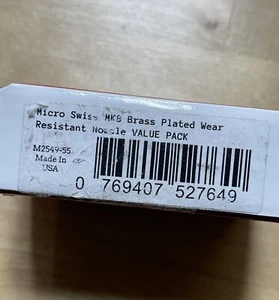 Micro Swiss MK8 Brass Plated Wear
Resistant Nozzle VALUE PACK
M2549-55
Made In
USA
0 769407 527649